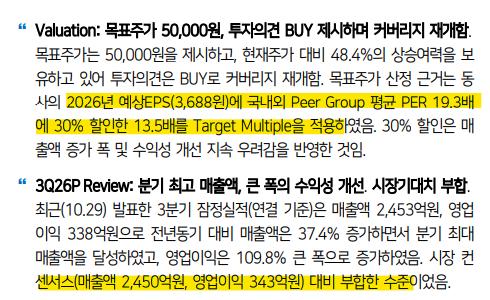 “ Valuation: 목표주가 50,000원, 투자의견 BUY 제시하며 커버리지 재개함.
목표주가는 50,000원을 제시하고, 현재주가 대비 48.4%의 상승여력을 보
유하고 있어 투자의견은 BUY로 커버리지 재개함. 목표주가 산정 근거는 동
사의 2026년 예상EPS(3,688원)에 국내외 Peer Group 평균 PER 19.3배
에 30% 할인한 13.5배를 Target Multiple을 적용하였음. 30% 할인은 매
출액 증가 폭 및 수익성 개선 지속 우려감을 반영한 것임.
“ 3Q26P Review: 분기 최고 매출액, 큰 폭의 수익성 개선. 시장기대치 부합.
최근(10.29) 발표한 3분기 잠정실적(연결 기준)은 매출액 2,453억원, 영업
이익 338억원으로 전년동기 대비 매출액은 37.4% 증가하면서 분기 최대
매출액을 달성하였고, 영업이익은 109.8% 큰 폭으로 증가하였음. 시장 컨
센서스(매출액 2,450억원, 영업이익 343억원) 대비 부합한 수준이었음.